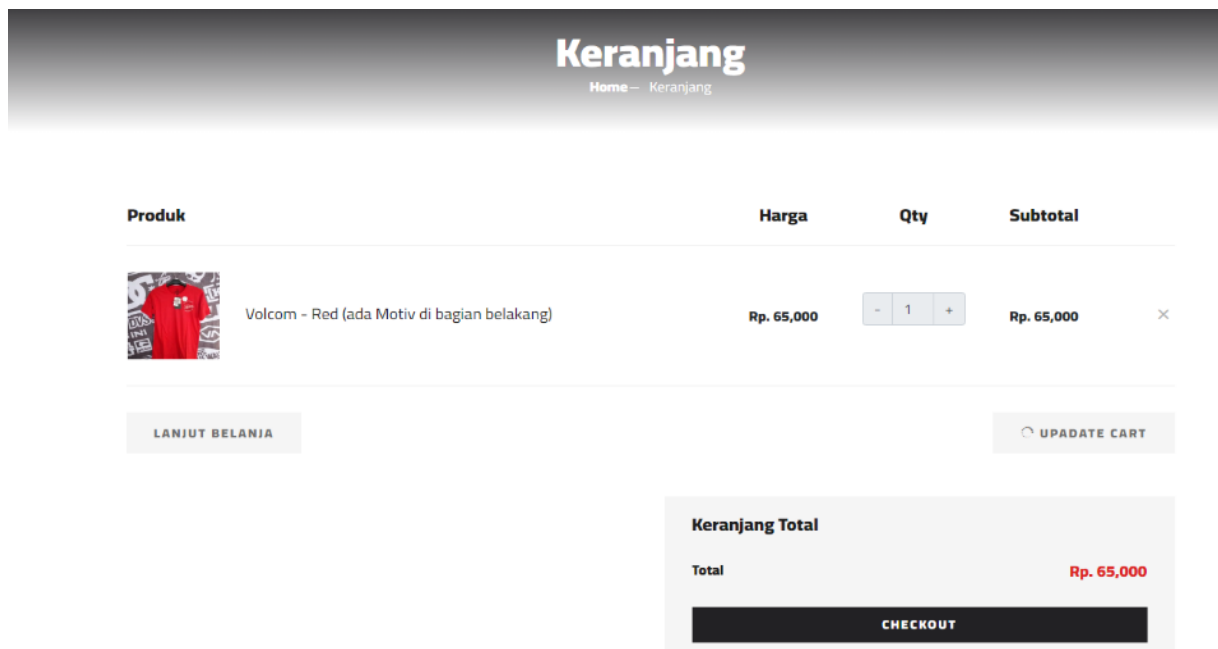 Keranjang
Home – Keranjang
Produk Harga Qty Subtotal
Volcom - Red (ada Motiv di bagian belakang) Rp. 65,000 - 1 + Rp. 65,000 ×
LANJUT BELANJA UPADATE CART
Keranjang Total
Total Rp. 65,000
CHECKOUT